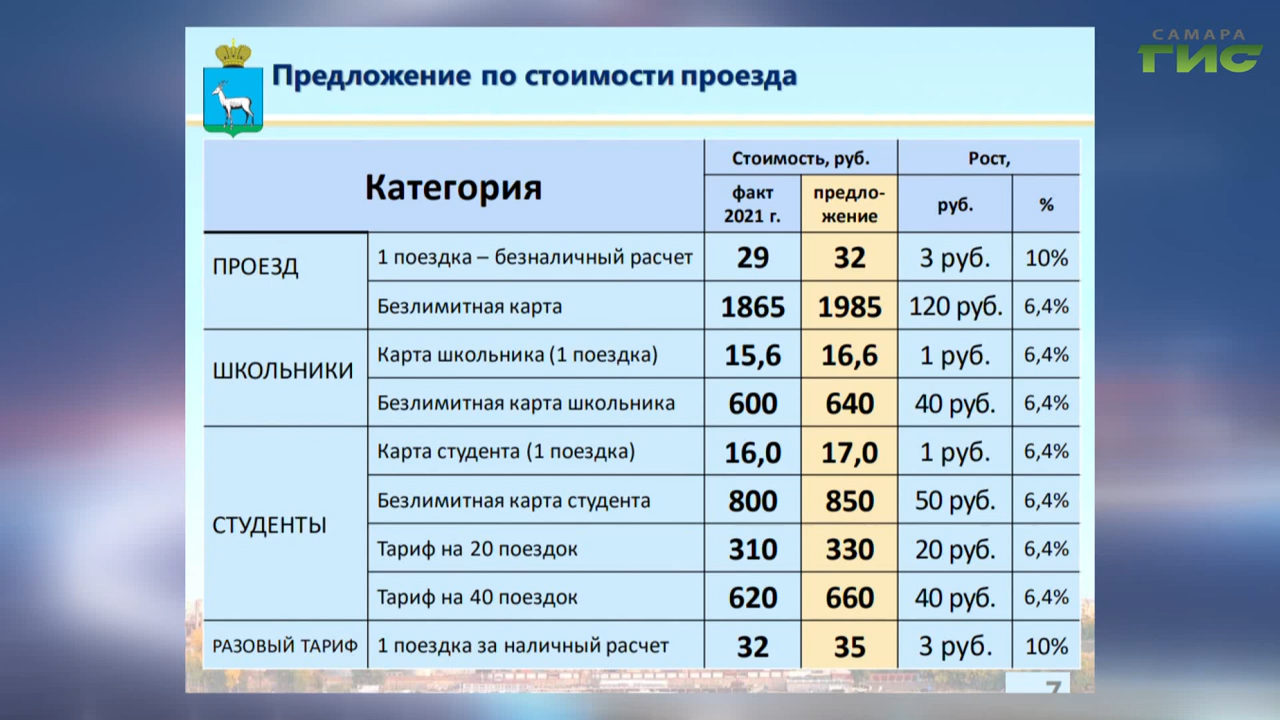 САМАРА
ГИС
Предложение по стоимости проезда
Категория
Стоимость, руб.
Рост,
факт
2021 г.
предло-
жение
руб.
%
ПРОЕЗД
1 поездка – безналичный расчет 29 32 3 руб. 10%
Безлимитная карта 1865 1985 120 руб. 6,4%
ШКОЛЬНИКИ
Карта школьника (1 поездка) 15,6 16,6 1 руб. 6,4%
Безлимитная карта школьника 600 640 40 руб. 6,4%
СТУДЕНТЫ
Карта студента (1 поездка) 16,0 17,0 1 руб. 6,4%
Безлимитная карта студента 800 850 50 руб. 6,4%
Тариф на 20 поездок 310 330 20 руб. 6,4%
Тариф на 40 поездок 620 660 40 руб. 6,4%
РАЗОВЫЙ ТАРИФ 1 поездка за наличный расчет 32 35 3 руб. 10%
7